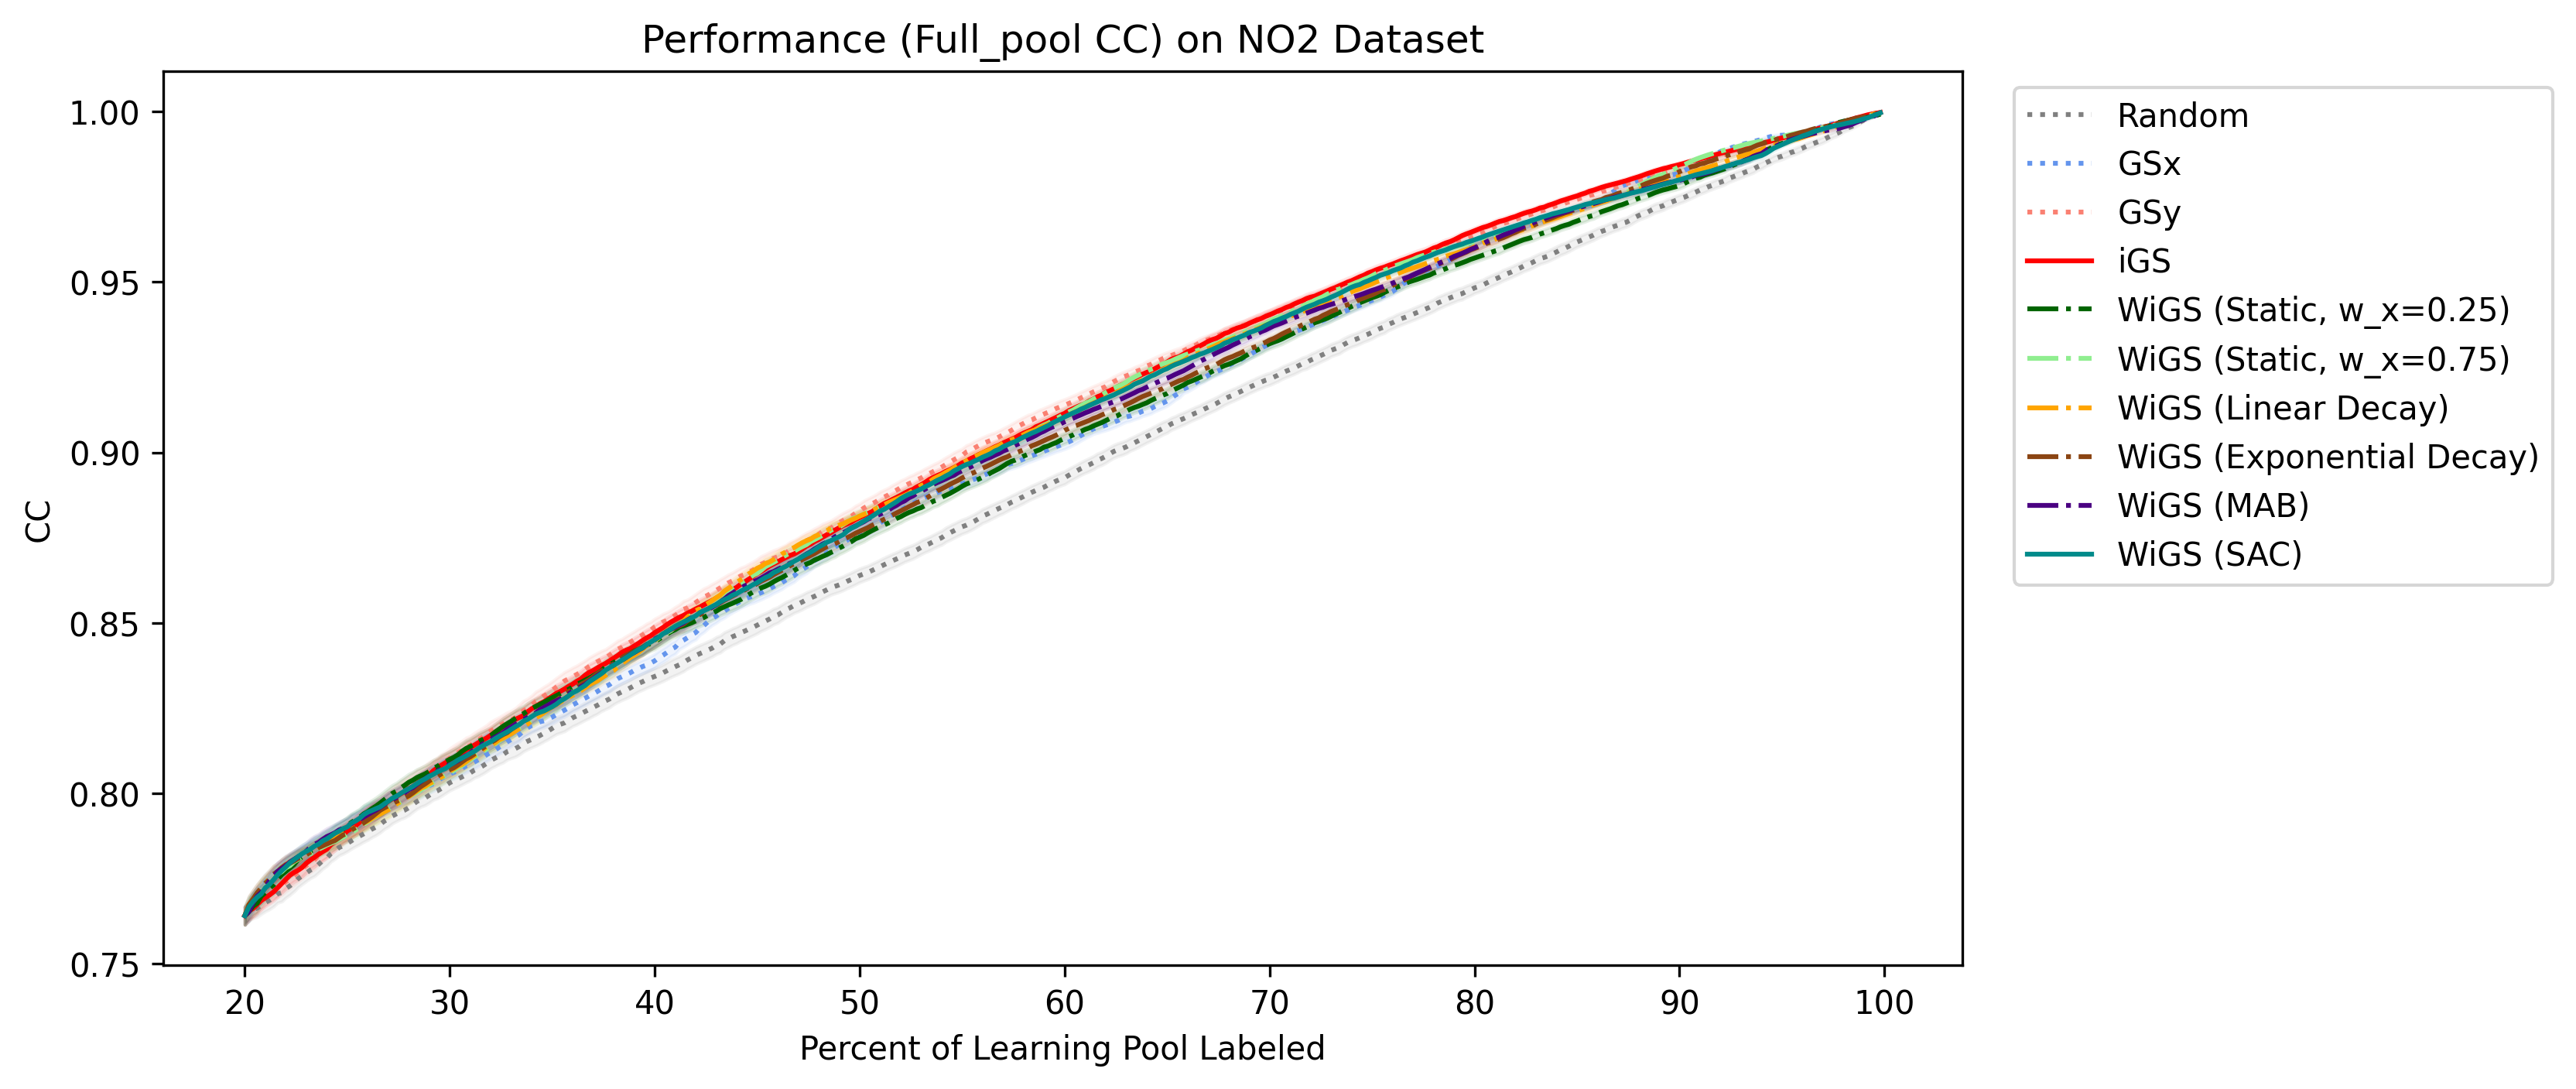 Performance (Full_pool CC) on NO2 Dataset
1.00
0.95
0.90
0.85
0.80
0.75
CC
20 30 40 50 60 70 80 90 100
Percent of Learning Pool Labeled
Random
GSx
GSy
iGS
WiGS (Static, w_x=0.25)
WiGS (Static, w_x=0.75)
WiGS (Linear Decay)
WiGS (Exponential Decay)
WiGS (MAB)
WiGS (SAC)